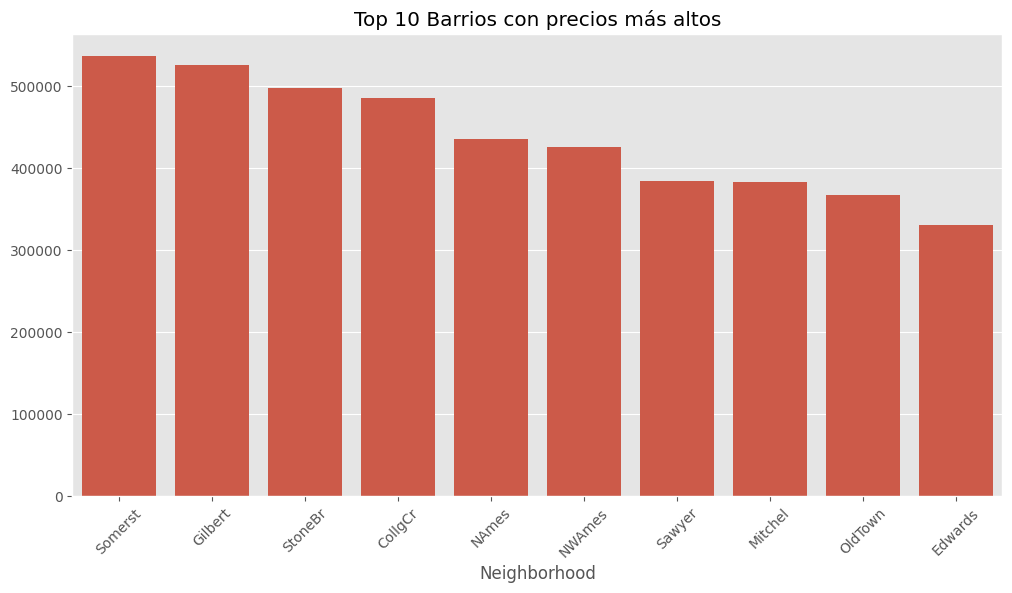 Top 10 Barrios con precios más altos
500000
400000
300000
200000
100000
0
Somerst
Gilbert
StoneBr
CollgCr
NAmes
NWAmes
Sawyer
Mitchel
OldTown
Edwards
Neighborhood